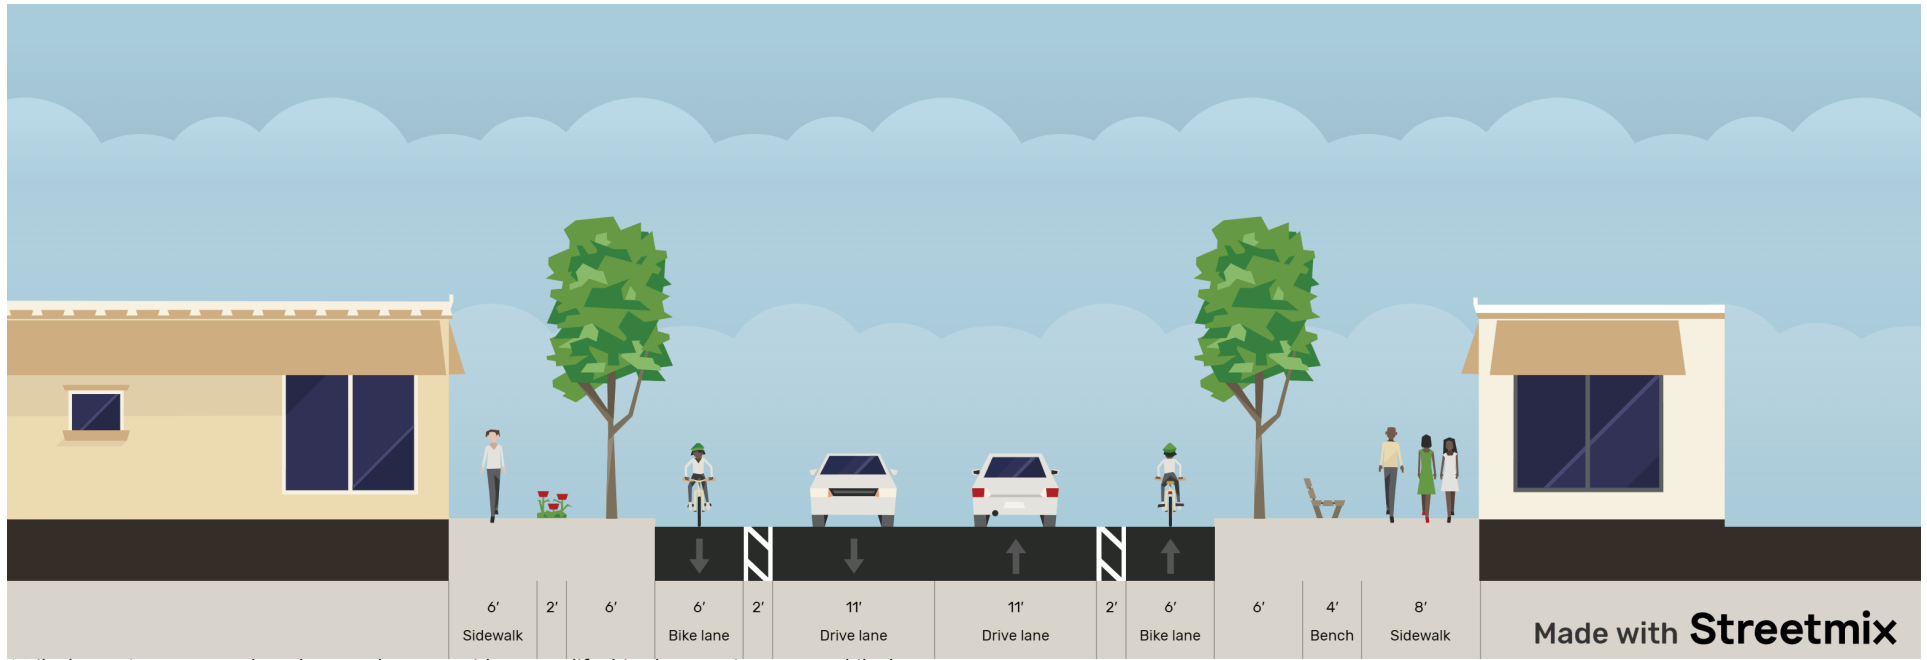 6′ 2′ 6′ 6′ 2′ 11′ 11′ 2′ 6′ 6′ 4′ 8′
Sidewalk Bike lane Drive lane Drive lane Bike lane Bench Sidewalk
Made with Streetmix